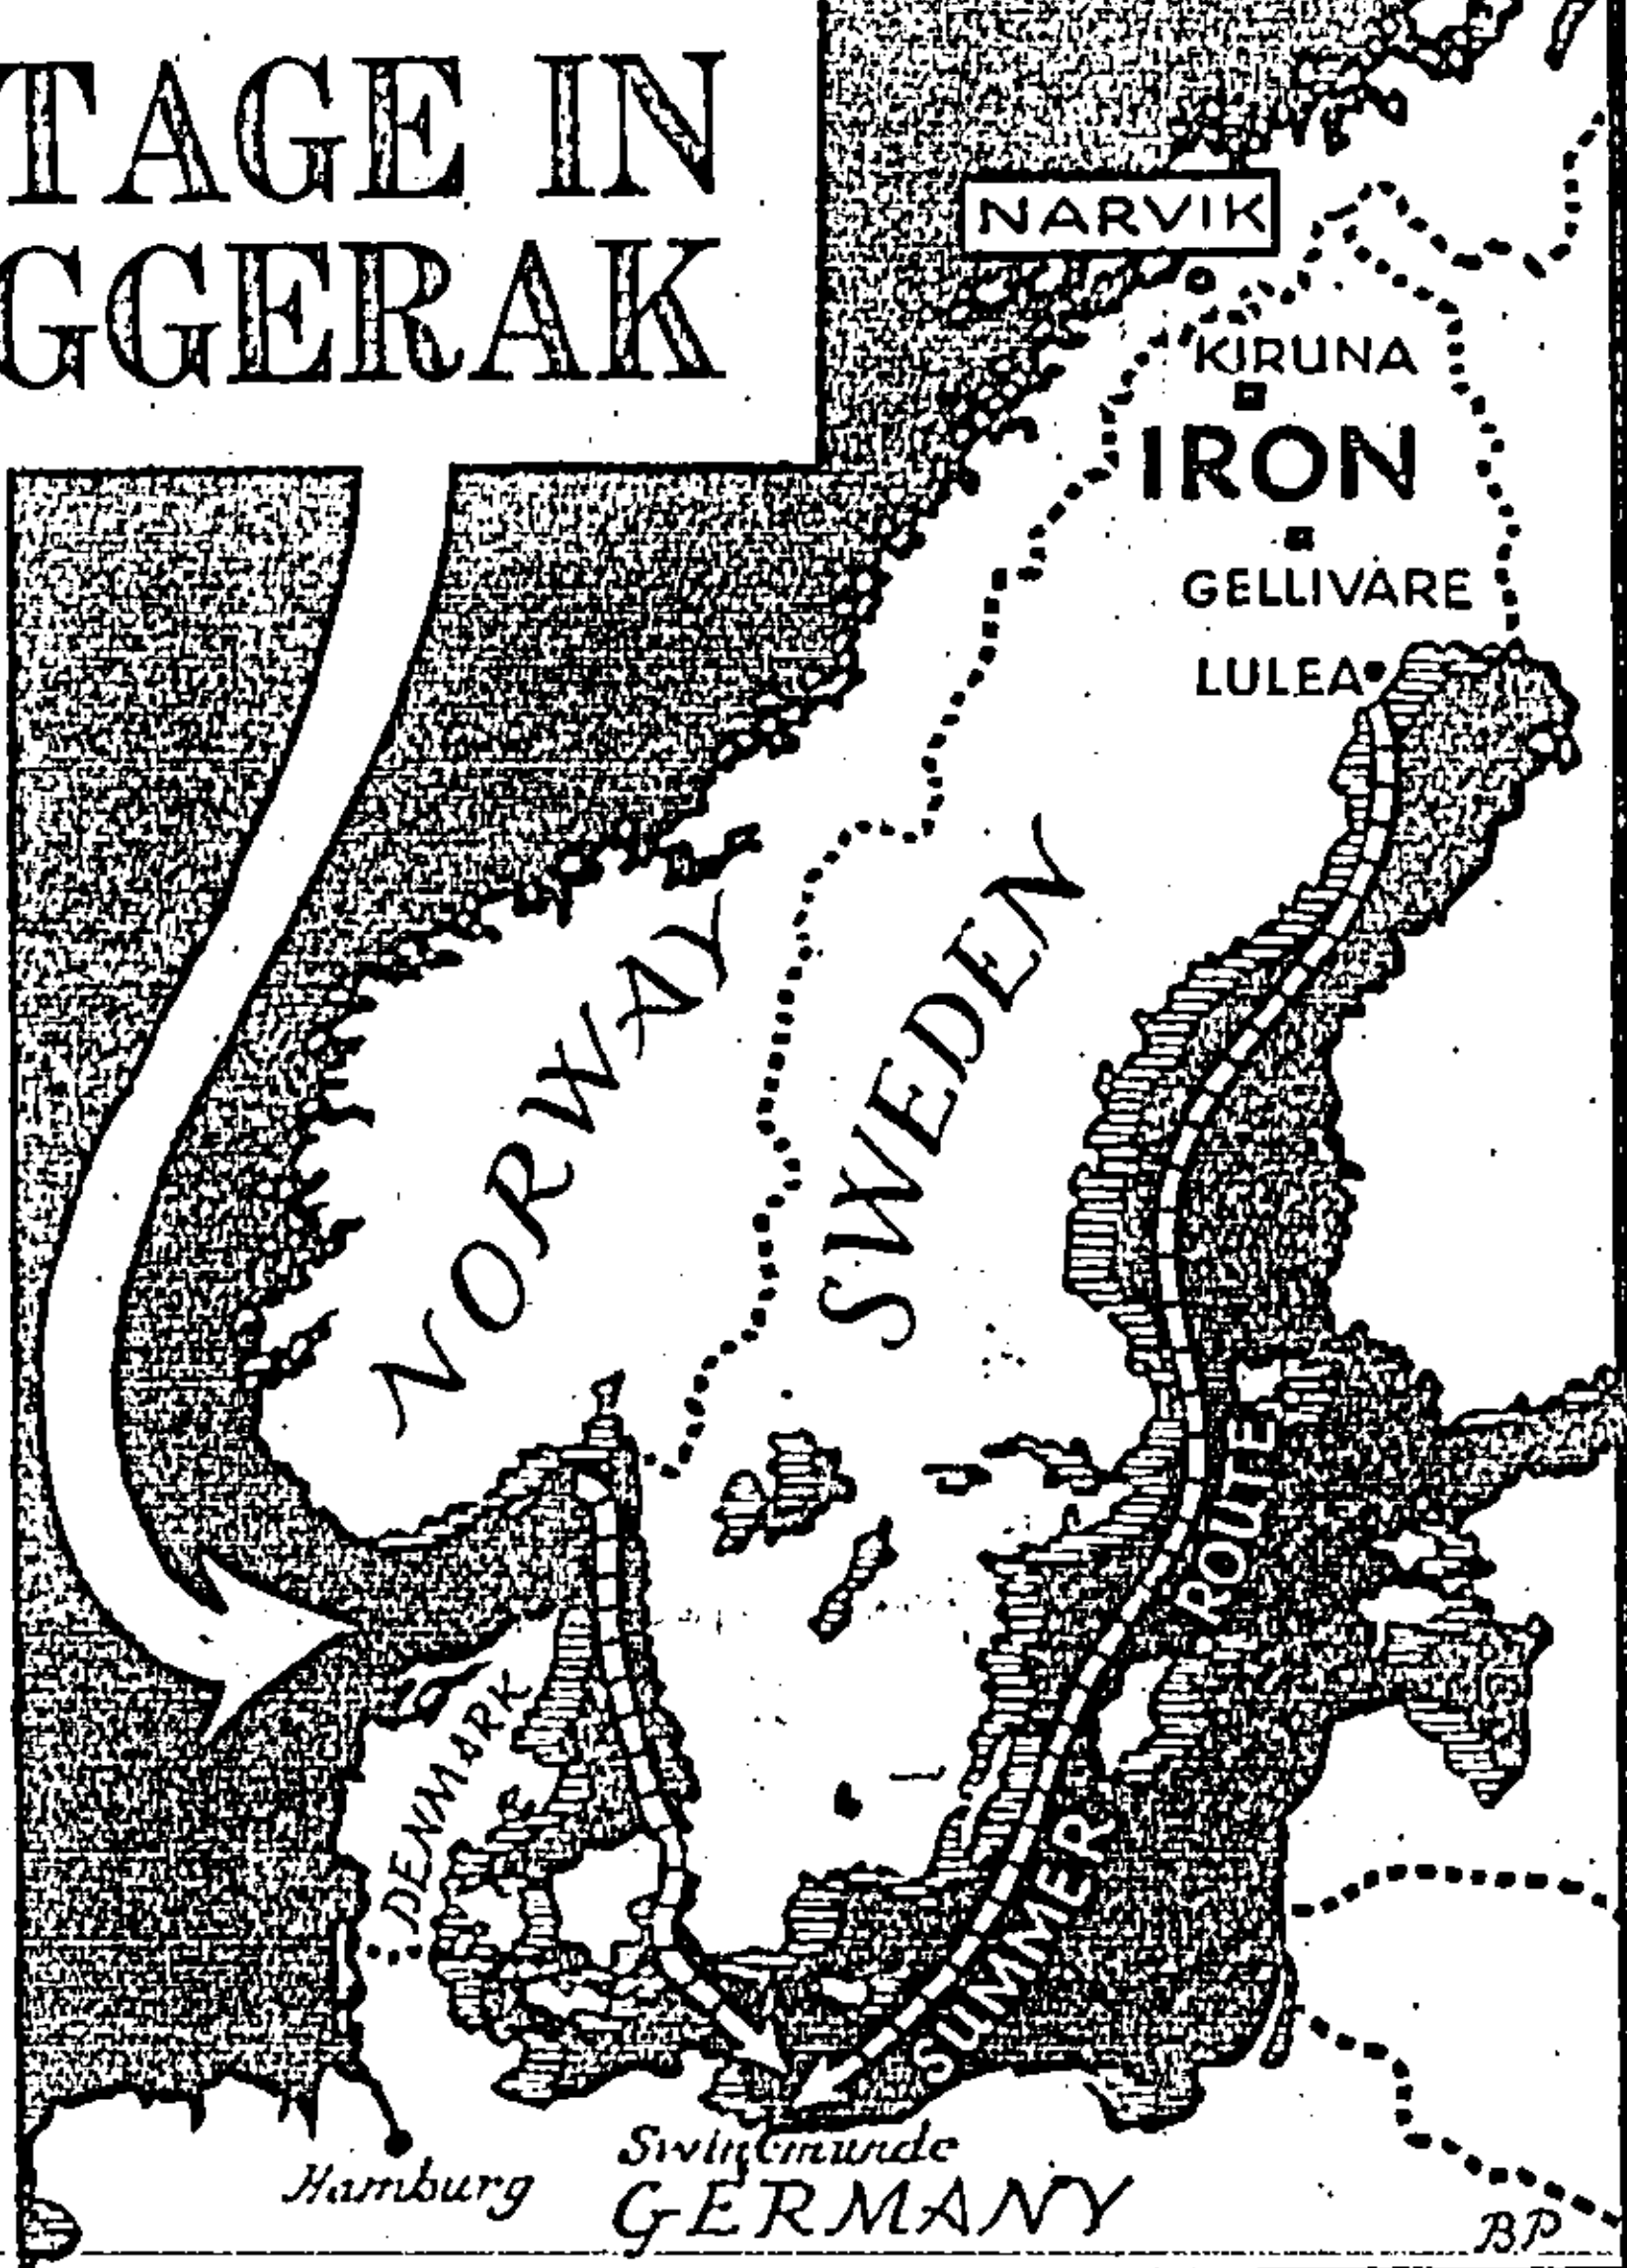 TAGE IN
GGERAK
NARVIK
KIRUNA
IRON
GELLIVARE
LULEA
NORWAY
SWEDEN
SUMMER ROUTE
DENMARK
Hamburg
Swinemunde
GERMANY
BP